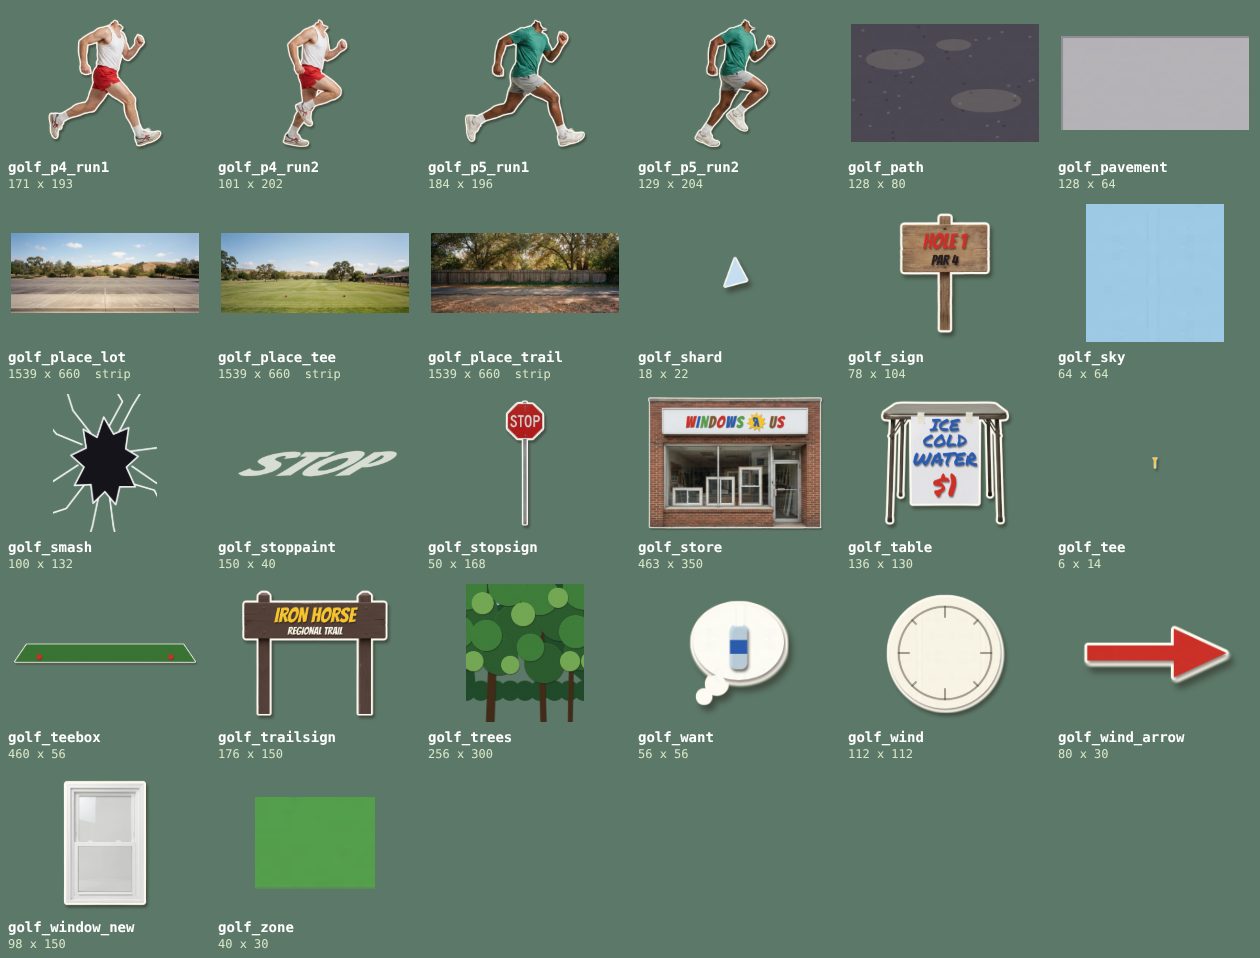 golf_p4_run1
171 x 193
golf_p4_run2
101 x 202
golf_p5_run1
184 x 196
golf_p5_run2
129 x 204
golf_path
128 x 80
golf_pavement
128 x 64
golf_place_lot
1539 x 660 strip
golf_place_tee
1539 x 660 strip
golf_place_trail
1539 x 660 strip
golf_shard
18 x 22
HOLE 1
PAR 4
golf_sign
78 x 104
golf_sky
64 x 64
golf_smash
100 x 132
STOP
golf_stoppaint
150 x 40
STOP
golf_stopsign
50 x 168
WINDOWS A US
golf_store
463 x 350
ICE
COLD
WATER
$1
golf_table
136 x 130
golf_tee
6 x 14
golf_teebox
460 x 56
IRON HORSE
REGIONAL TRAIL
golf_trailsign
176 x 150
golf_trees
256 x 300
golf_want
56 x 56
golf_wind
112 x 112
golf_wind_arrow
80 x 30
golf_window_new
98 x 150
golf_zone
40 x 30